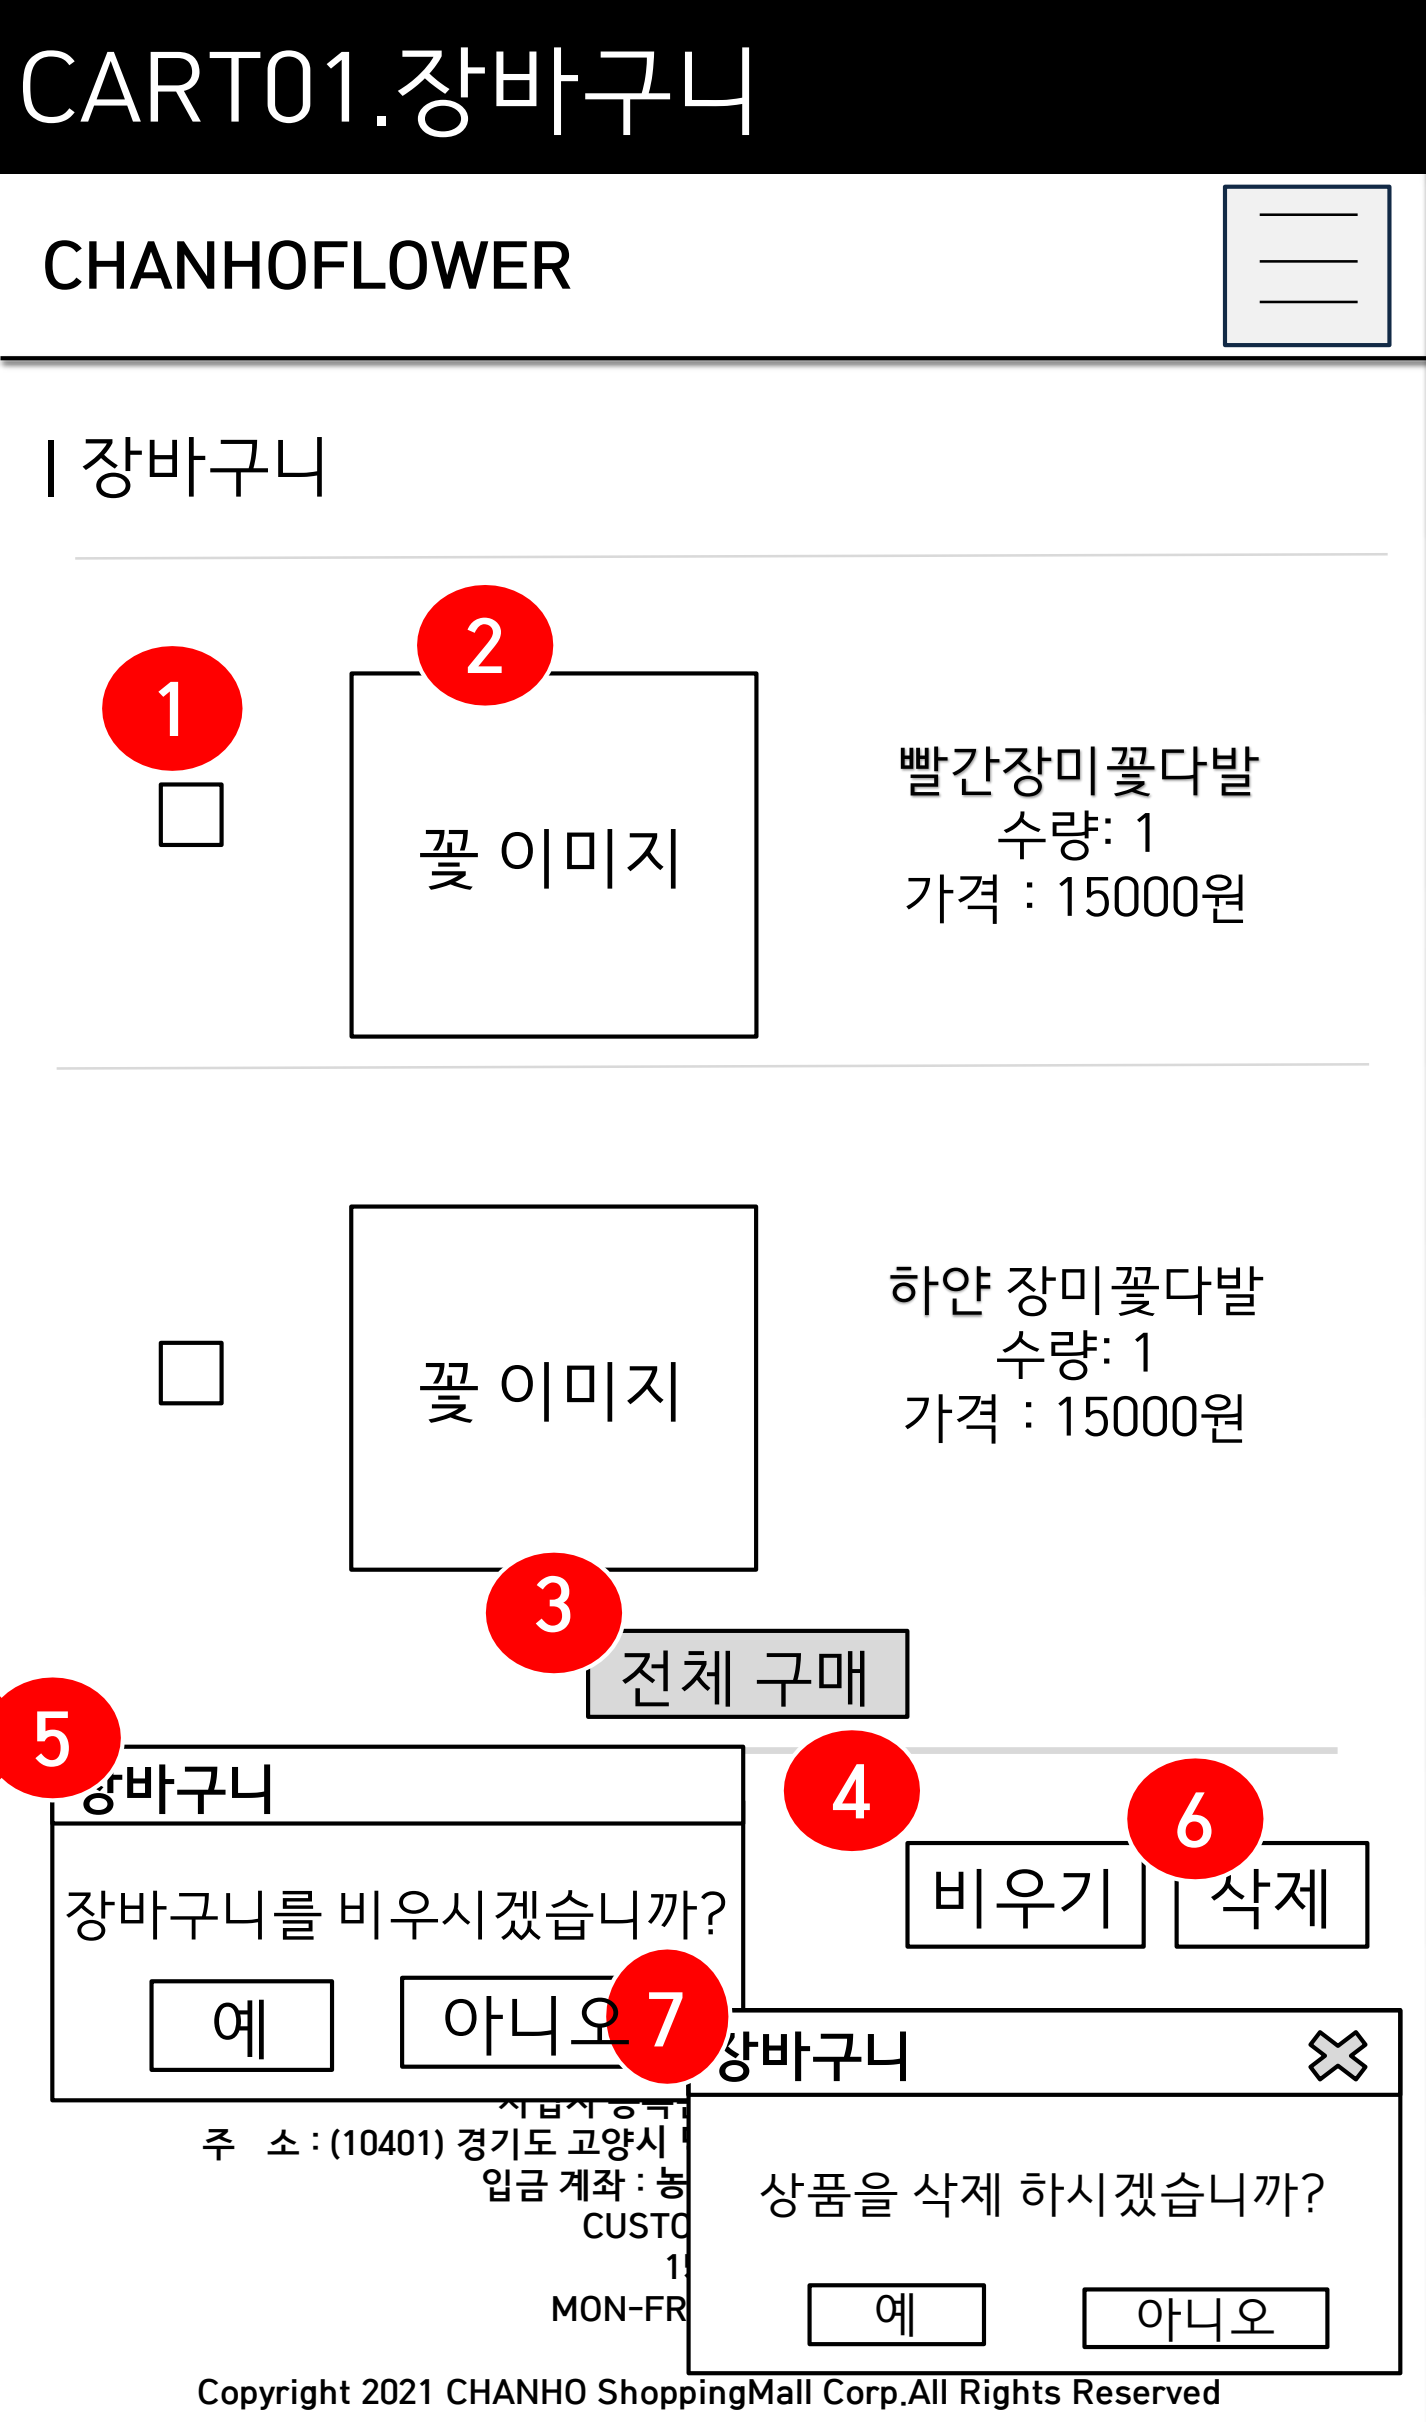 CART01.장바구니
CHANHOFLOWER
| 장바구니
1
2
꽃 이미지
빨간장미꽃다발
수량: 1
가격 : 15000원
꽃 이미지
하얀 장미꽃다발
수량: 1
가격 : 15000원
3
전체 구매
5
장바구니
장바구니를 비우시겠습니까?
예
아니오
4
비우기
6
삭제
7
장바구니
상품을 삭제 하시겠습니까?
예
아니오
주 소 : (10401) 경기도 고양시
입금 계좌 :
MON-FR
Copyright 2021 CHANHO ShoppingMall Corp.All Rights Reserved